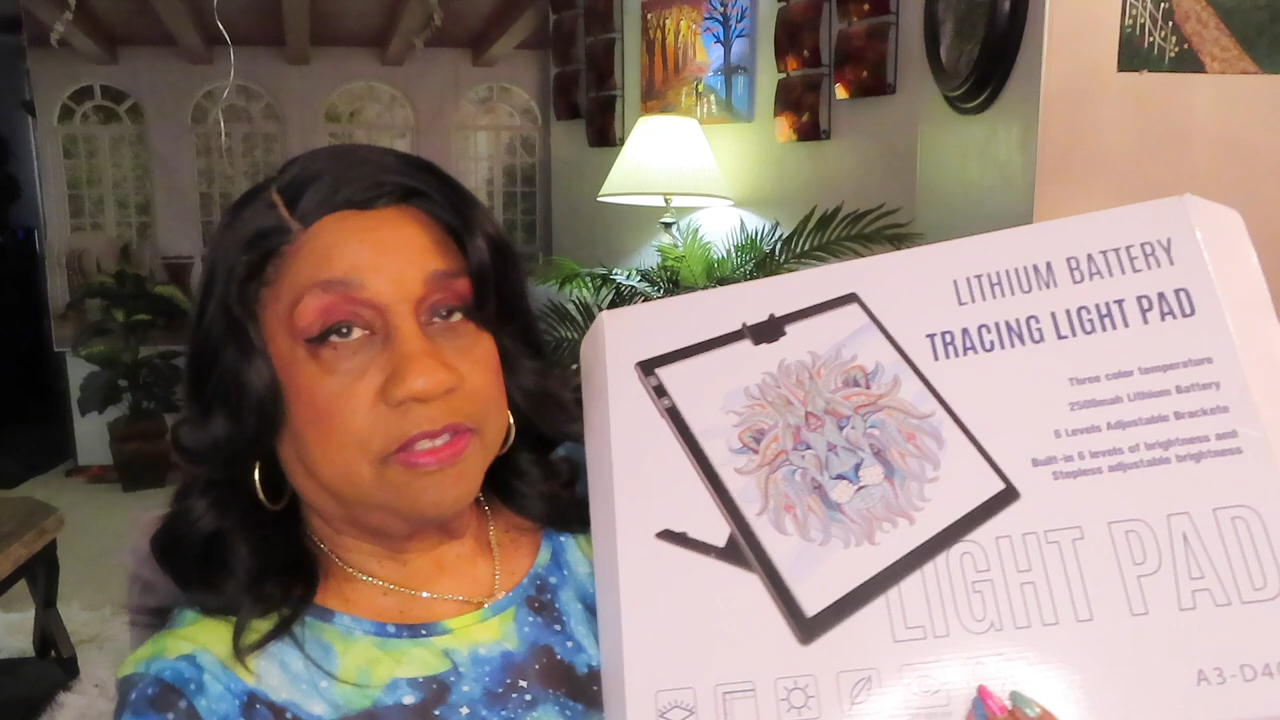 LITHIUM BATTERY
TRACING LIGHT PAD
Three color temperature
2500mah Lithium Battery
6 Levels Adjustable Brackets
Built-in 6 levels of brightness and
Stepless adjustable brightness
LIGHT PAD